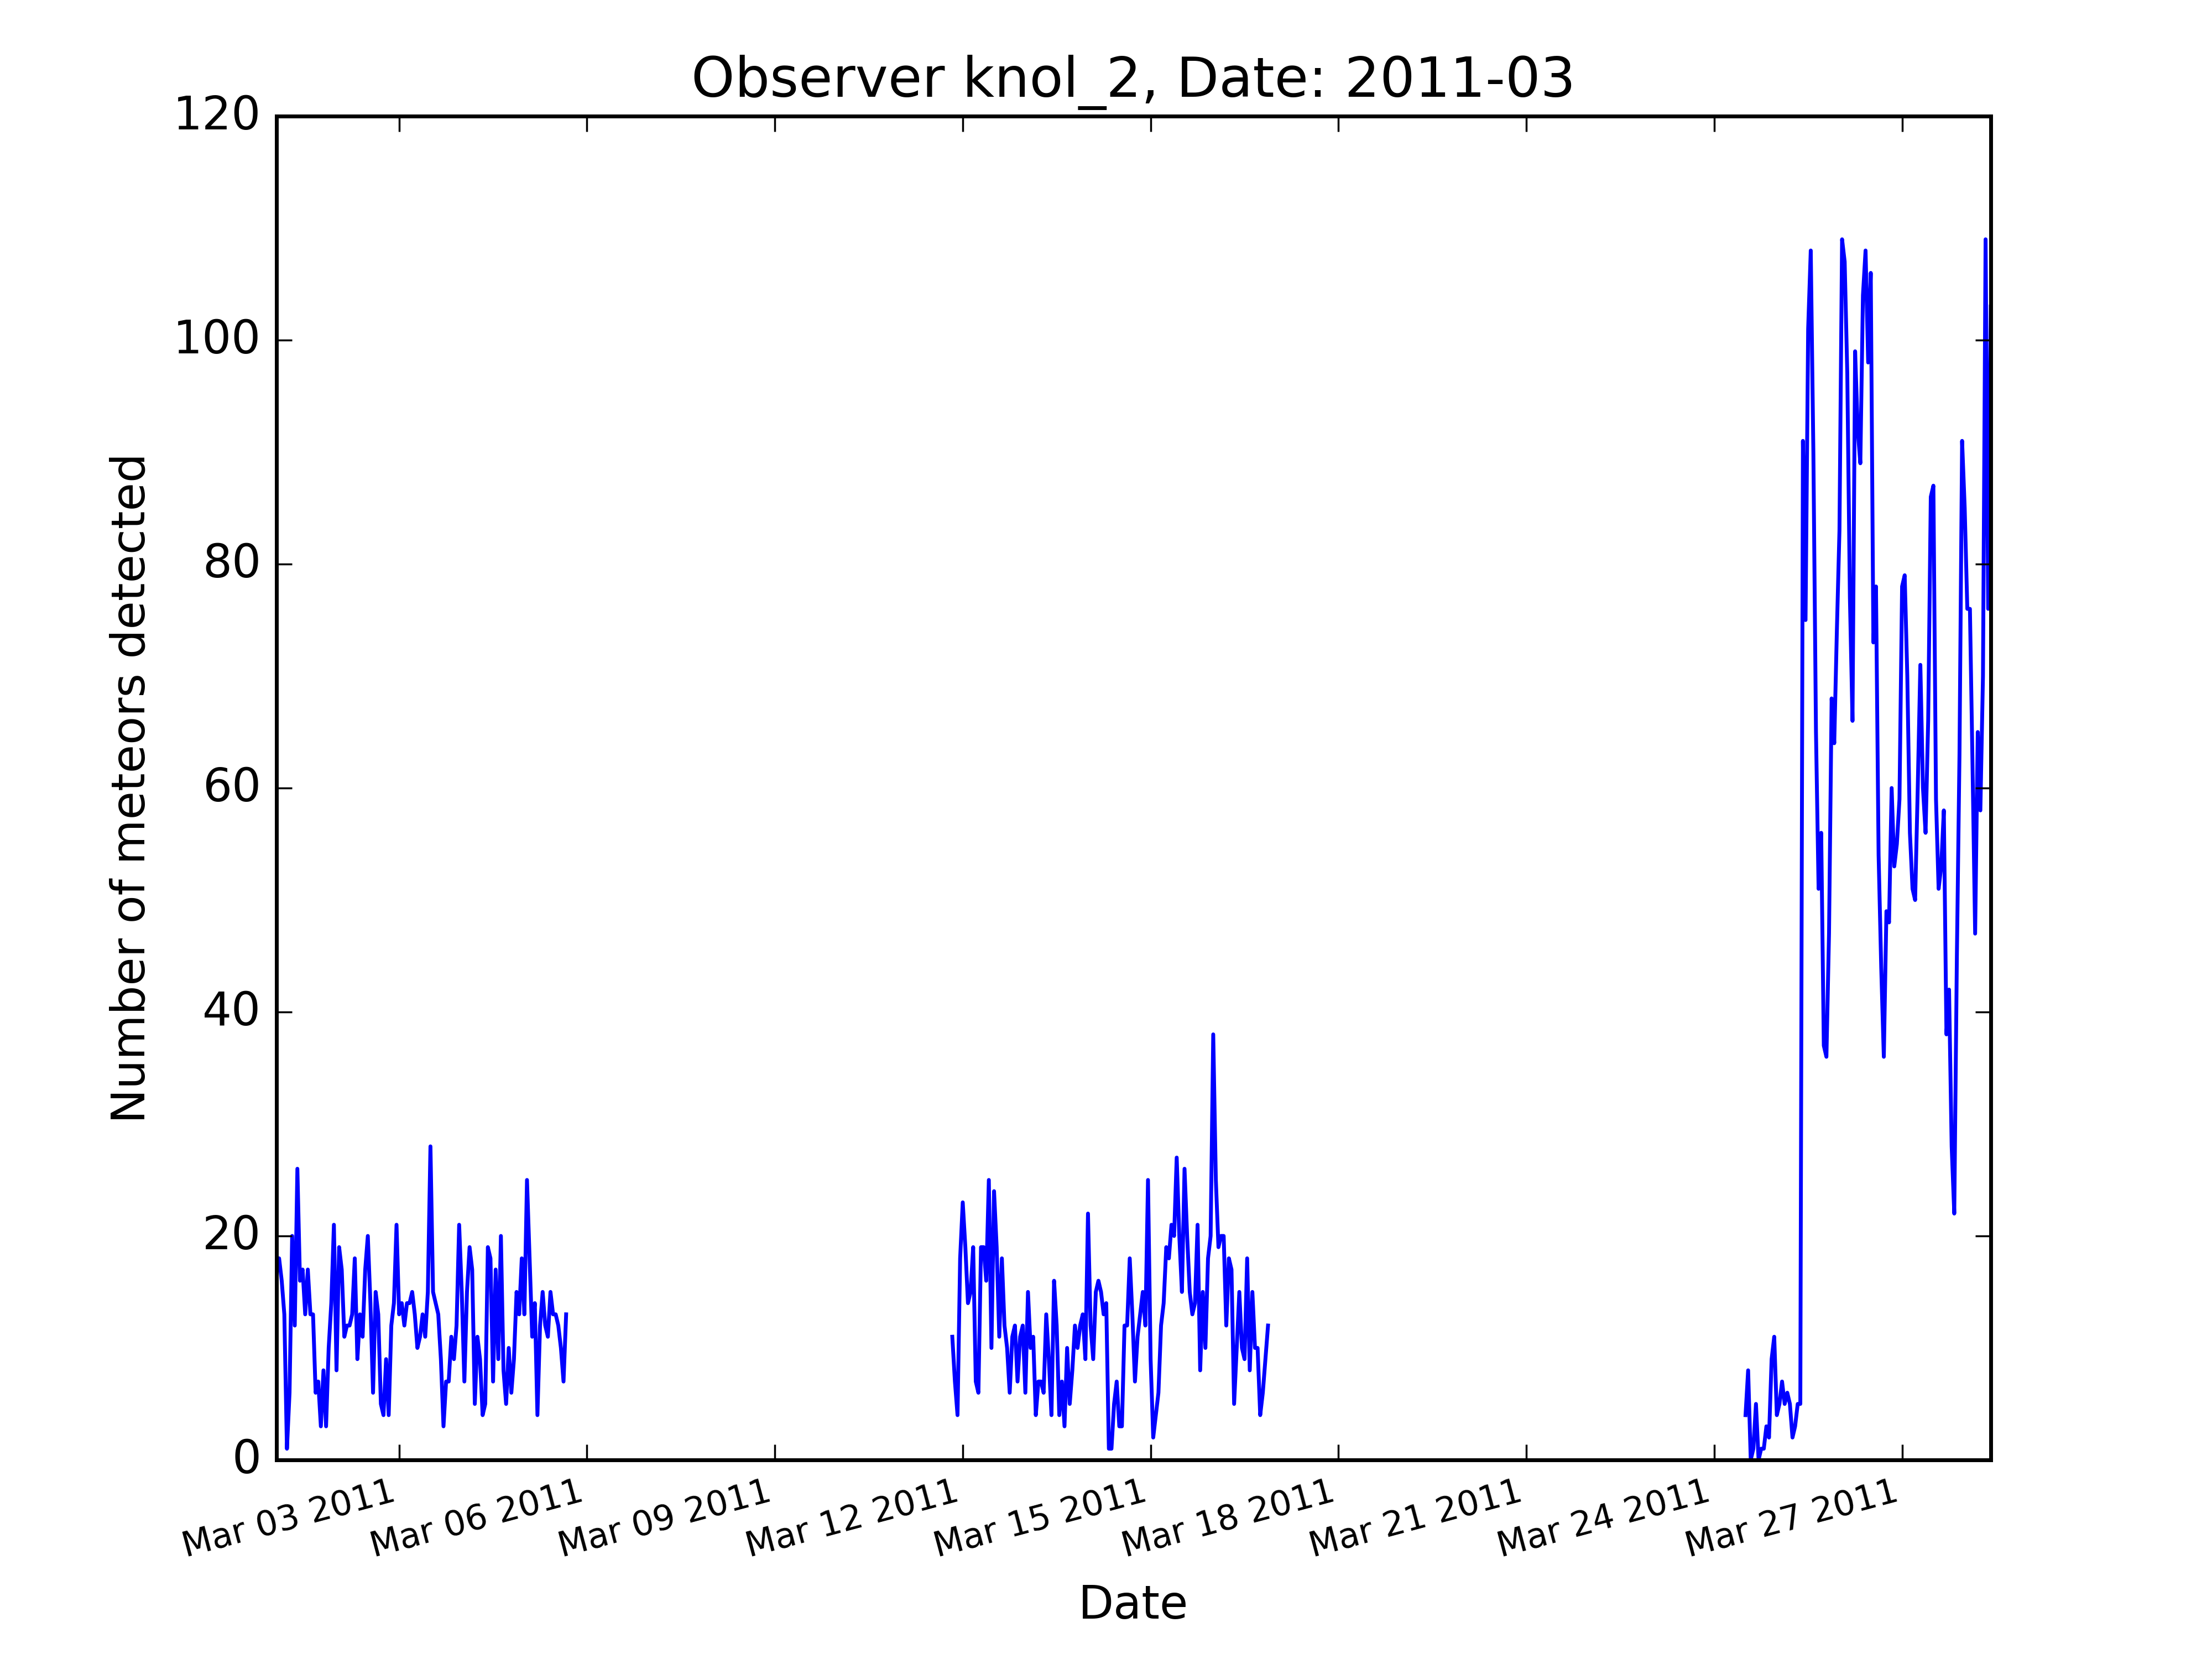 Observer knol_2, Date: 2011-03
120
100
80
60
40
20
0
Number of meteors detected
Mar 03 2011
Mar 06 2011
Mar 09 2011
Mar 12 2011
Mar 15 2011
Mar 18 2011
Mar 21 2011
Mar 24 2011
Mar 27 2011
Date